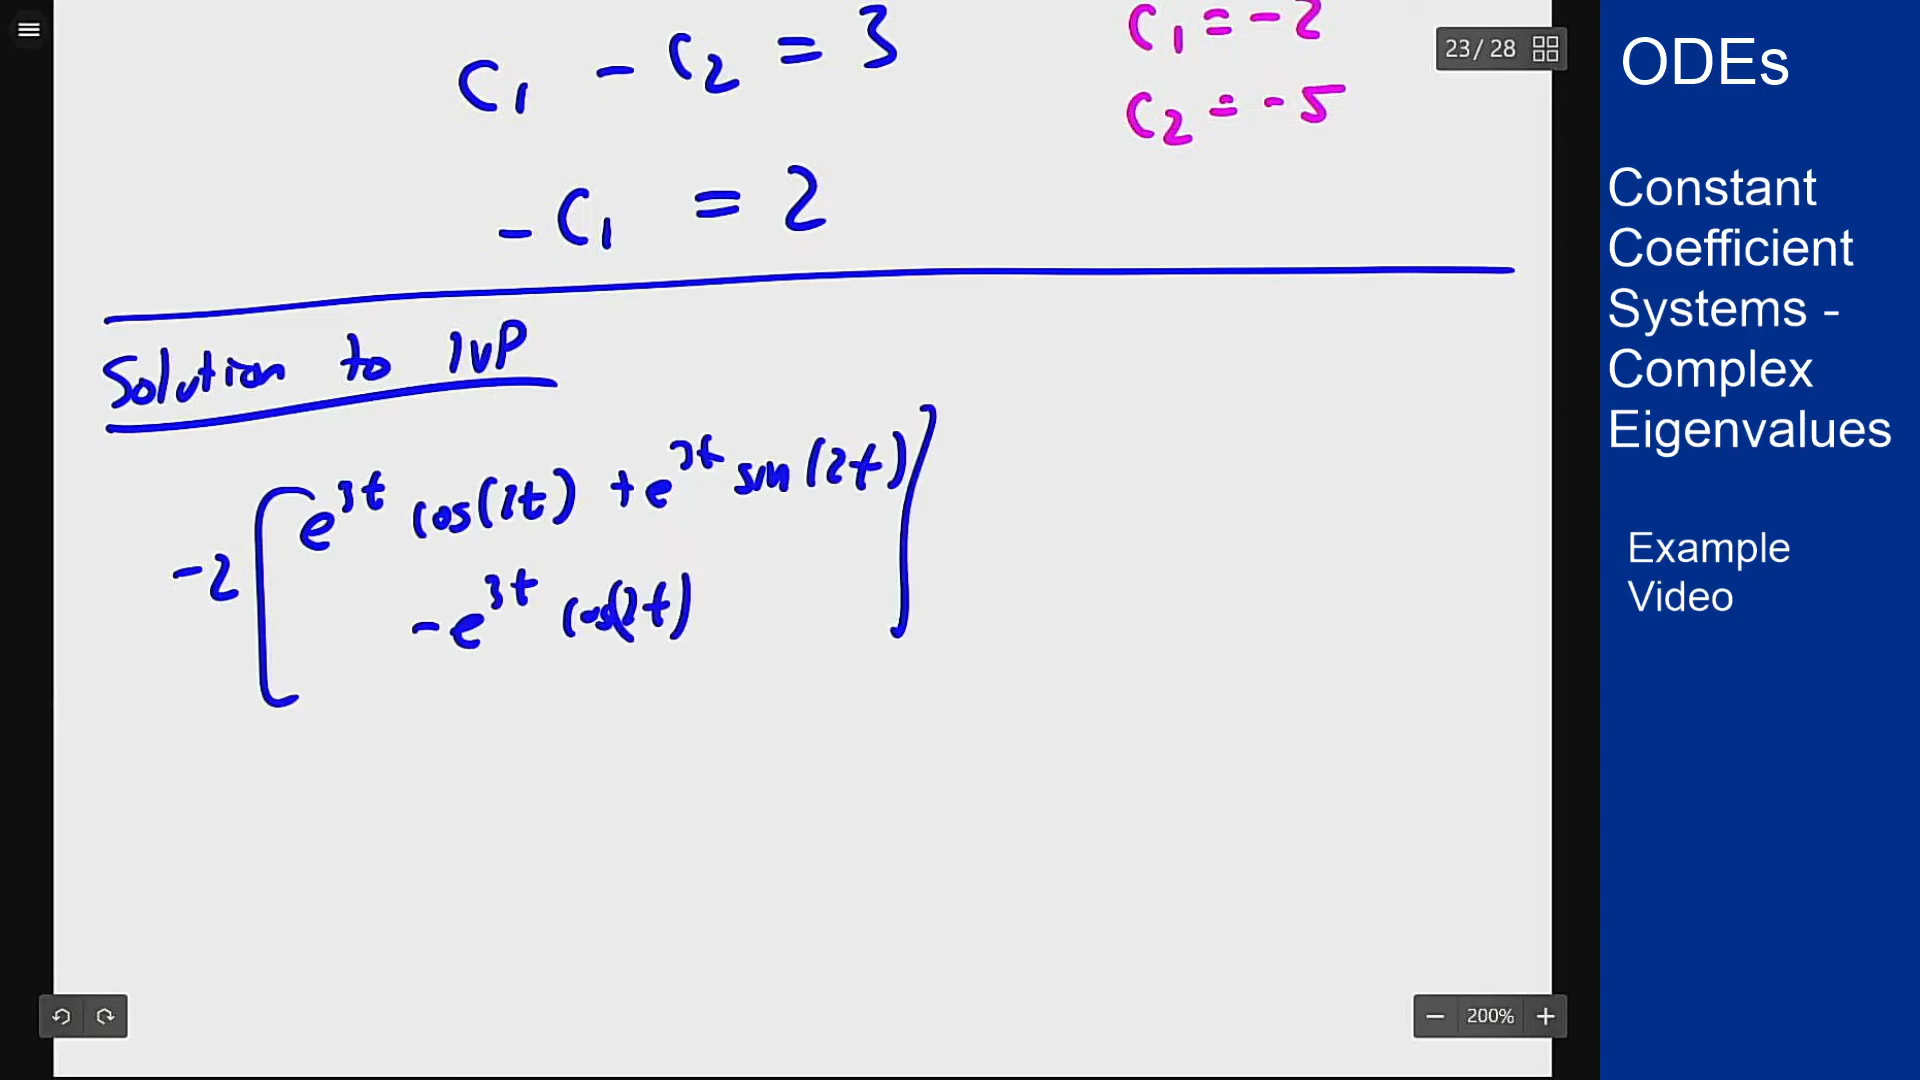 C₁ - C₂ = 3
C₁ = -2
C₂ = -5
-C₁ = 2
Solution to IVP
-2 [ e^{3t} cos(2t) + e^{3t} sin(2t) ]
-e^{3t} cos(2t)
23 / 28
200%
ODEs
Constant
Coefficient
Systems -
Complex
Eigenvalues
Example
Video